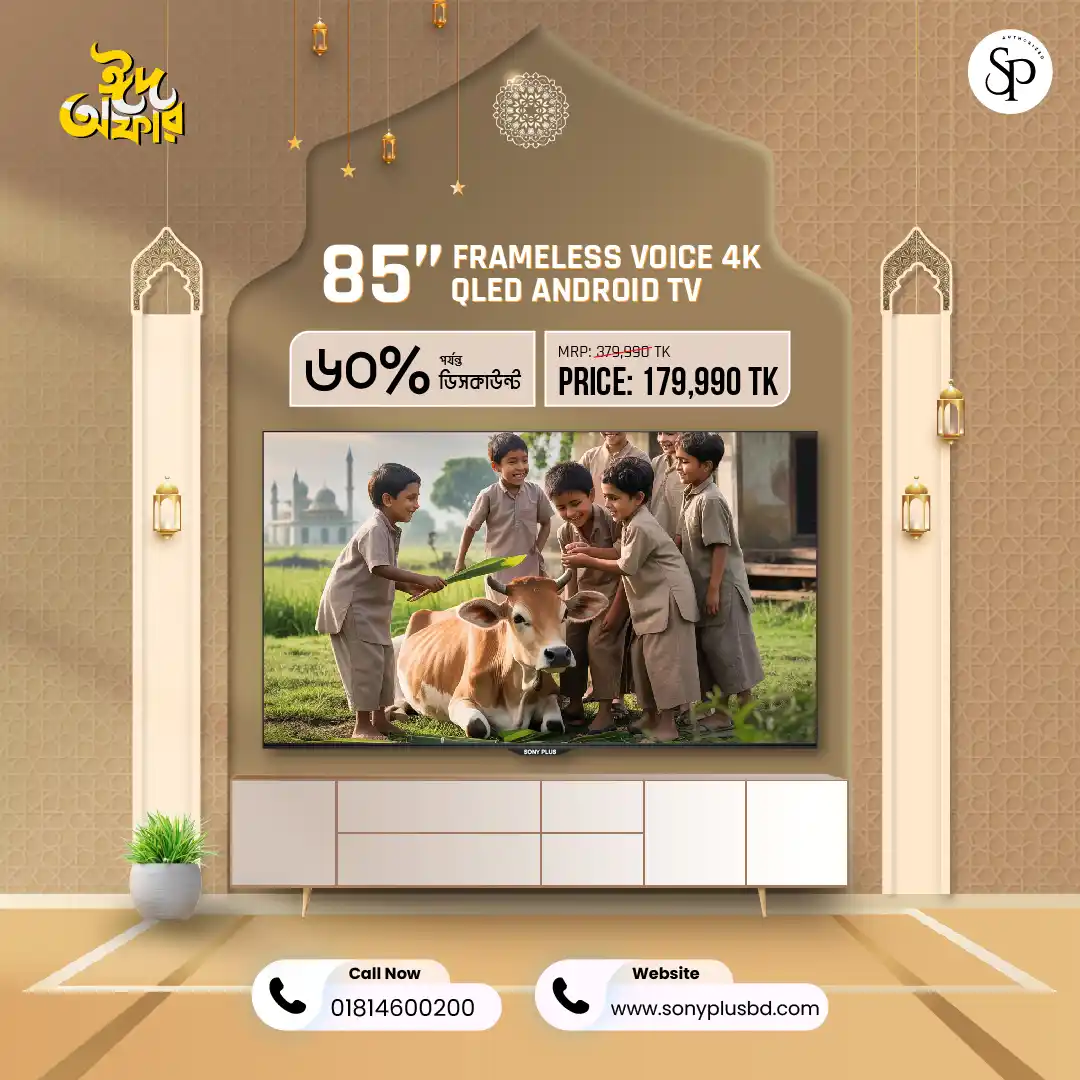 ঈদ
অফার
AUTHORIZED
SP
85" FRAMELESS VOICE 4K
QLED ANDROID TV
৬০% পর্যন্ত
ডিসকাউন্ট
MRP: 379,990 TK
PRICE: 179,990 TK
SONY PLUS
Call Now
01814600200
Website
www.sonyplusbd.com